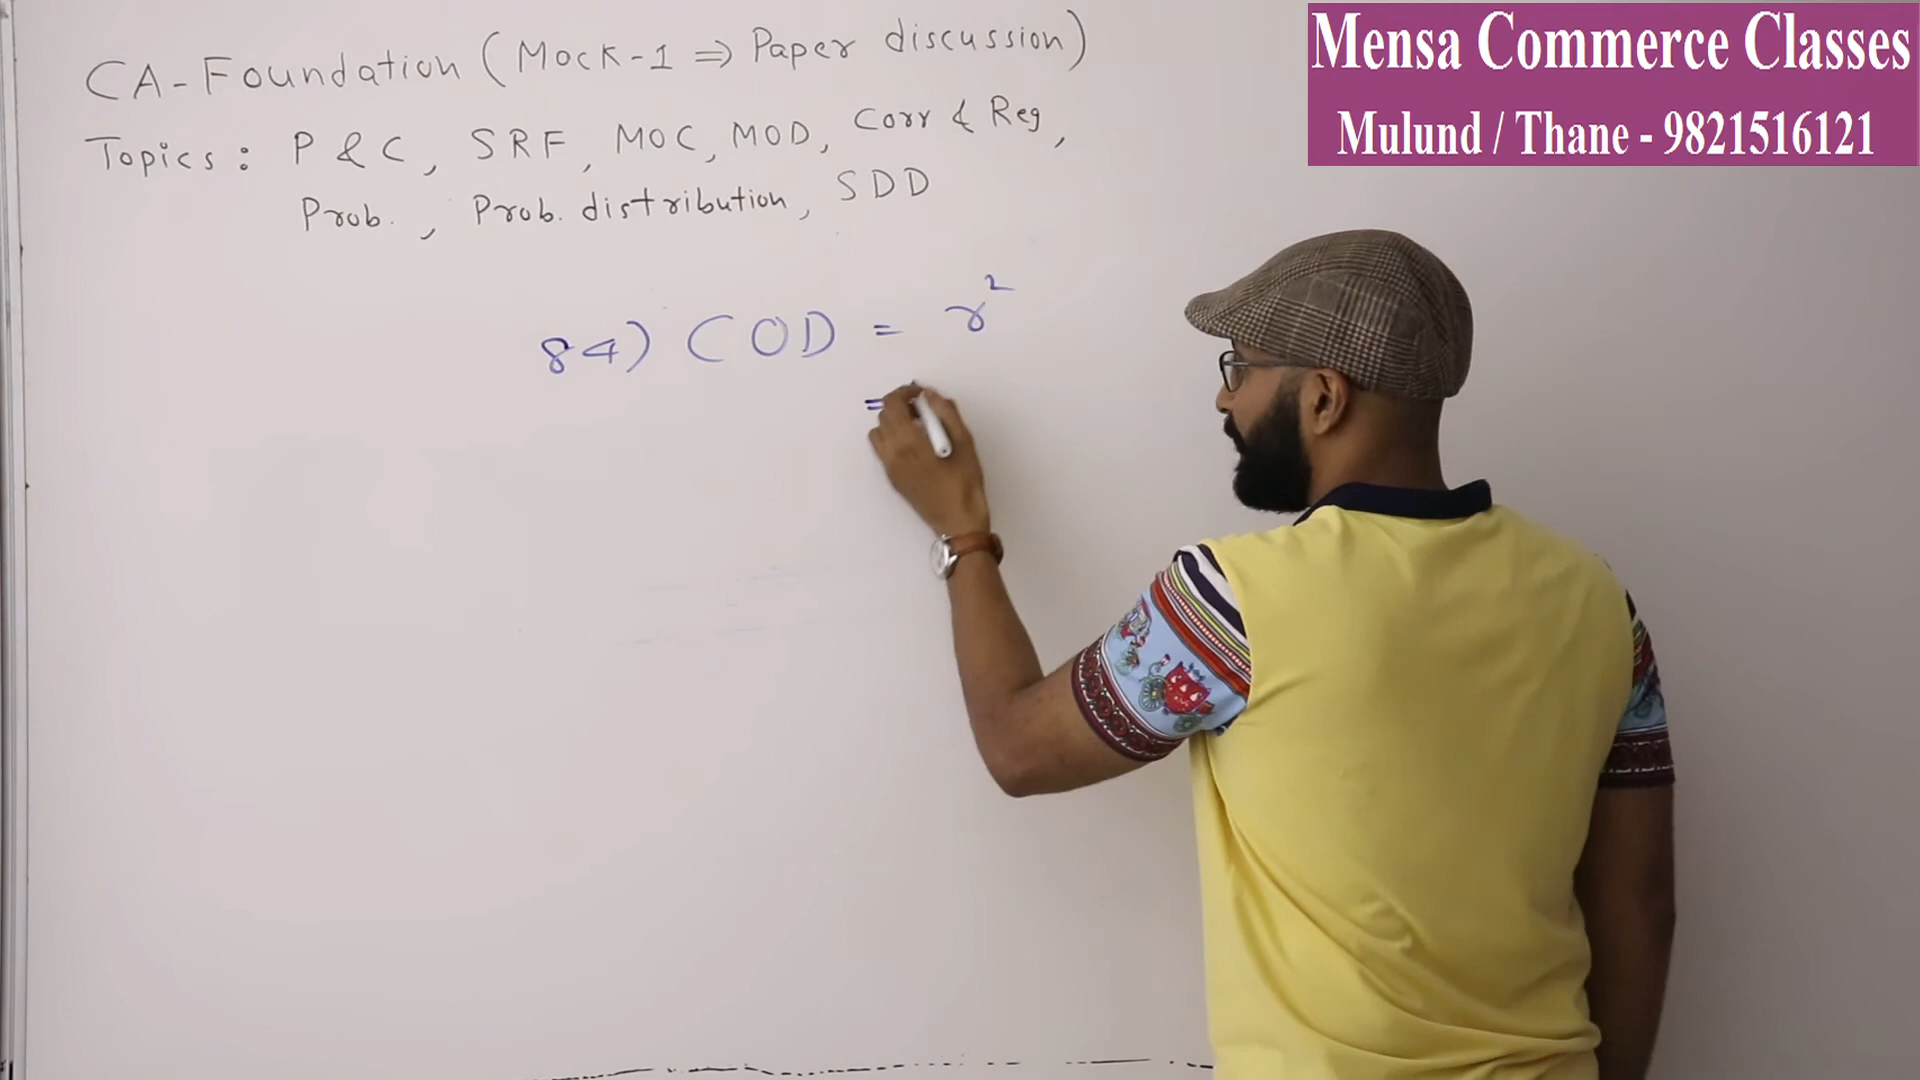 CA-Foundation (Mock-1 ⇒ Paper discussion)
Topics: P & C, SRF, MOC, MOD, Corr & Reg,
Prob., Prob. distribution, SDD
84) COD = r²
=
Mensa Commerce Classes
Mulund / Thane - 9821516121